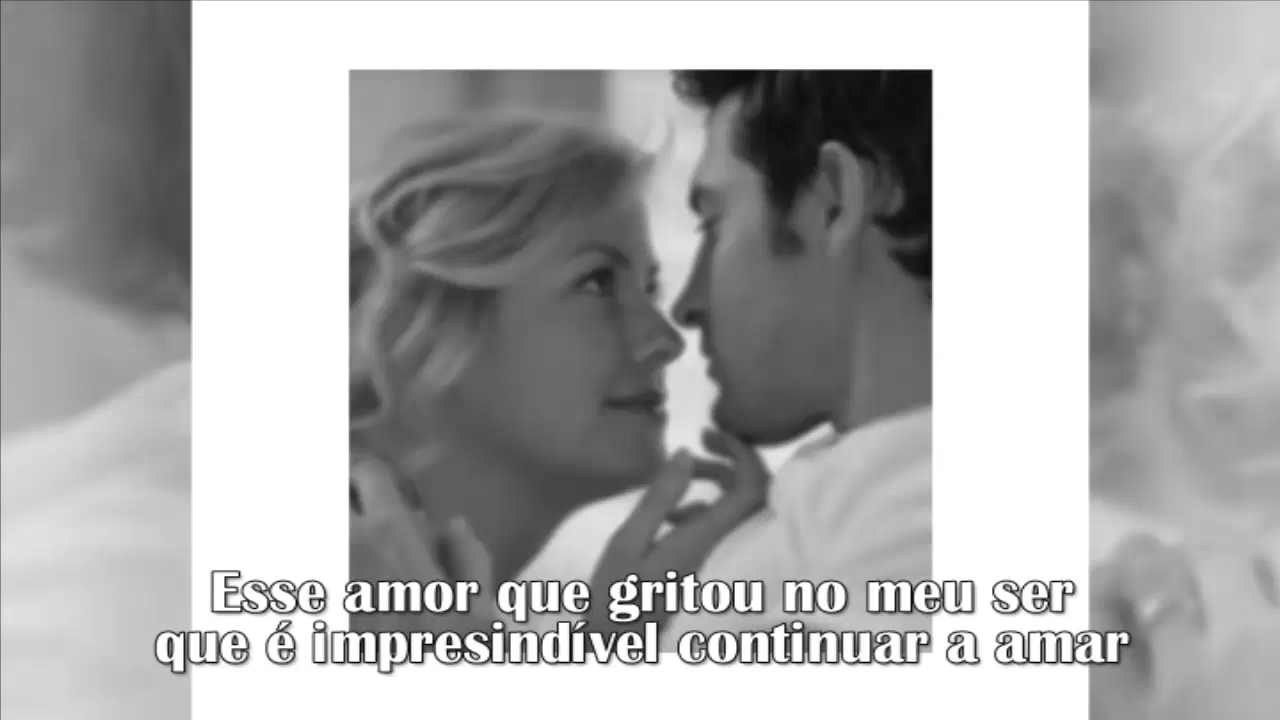 Esse amor que gritou no meu ser
que é impresindível continuar a amar